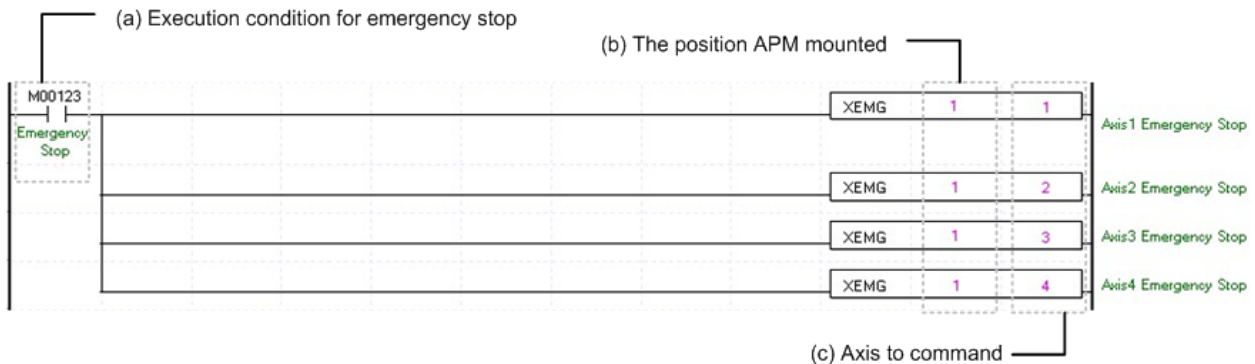 (a) Execution condition for emergency stop
(b) The position APM mounted
M00123
Emergency
Stop
XEMG 1 1
Axis1 Emergency Stop
XEMG 1 2
Axis2 Emergency Stop
XEMG 1 3
Axis3 Emergency Stop
XEMG 1 4
Axis4 Emergency Stop
(c) Axis to command